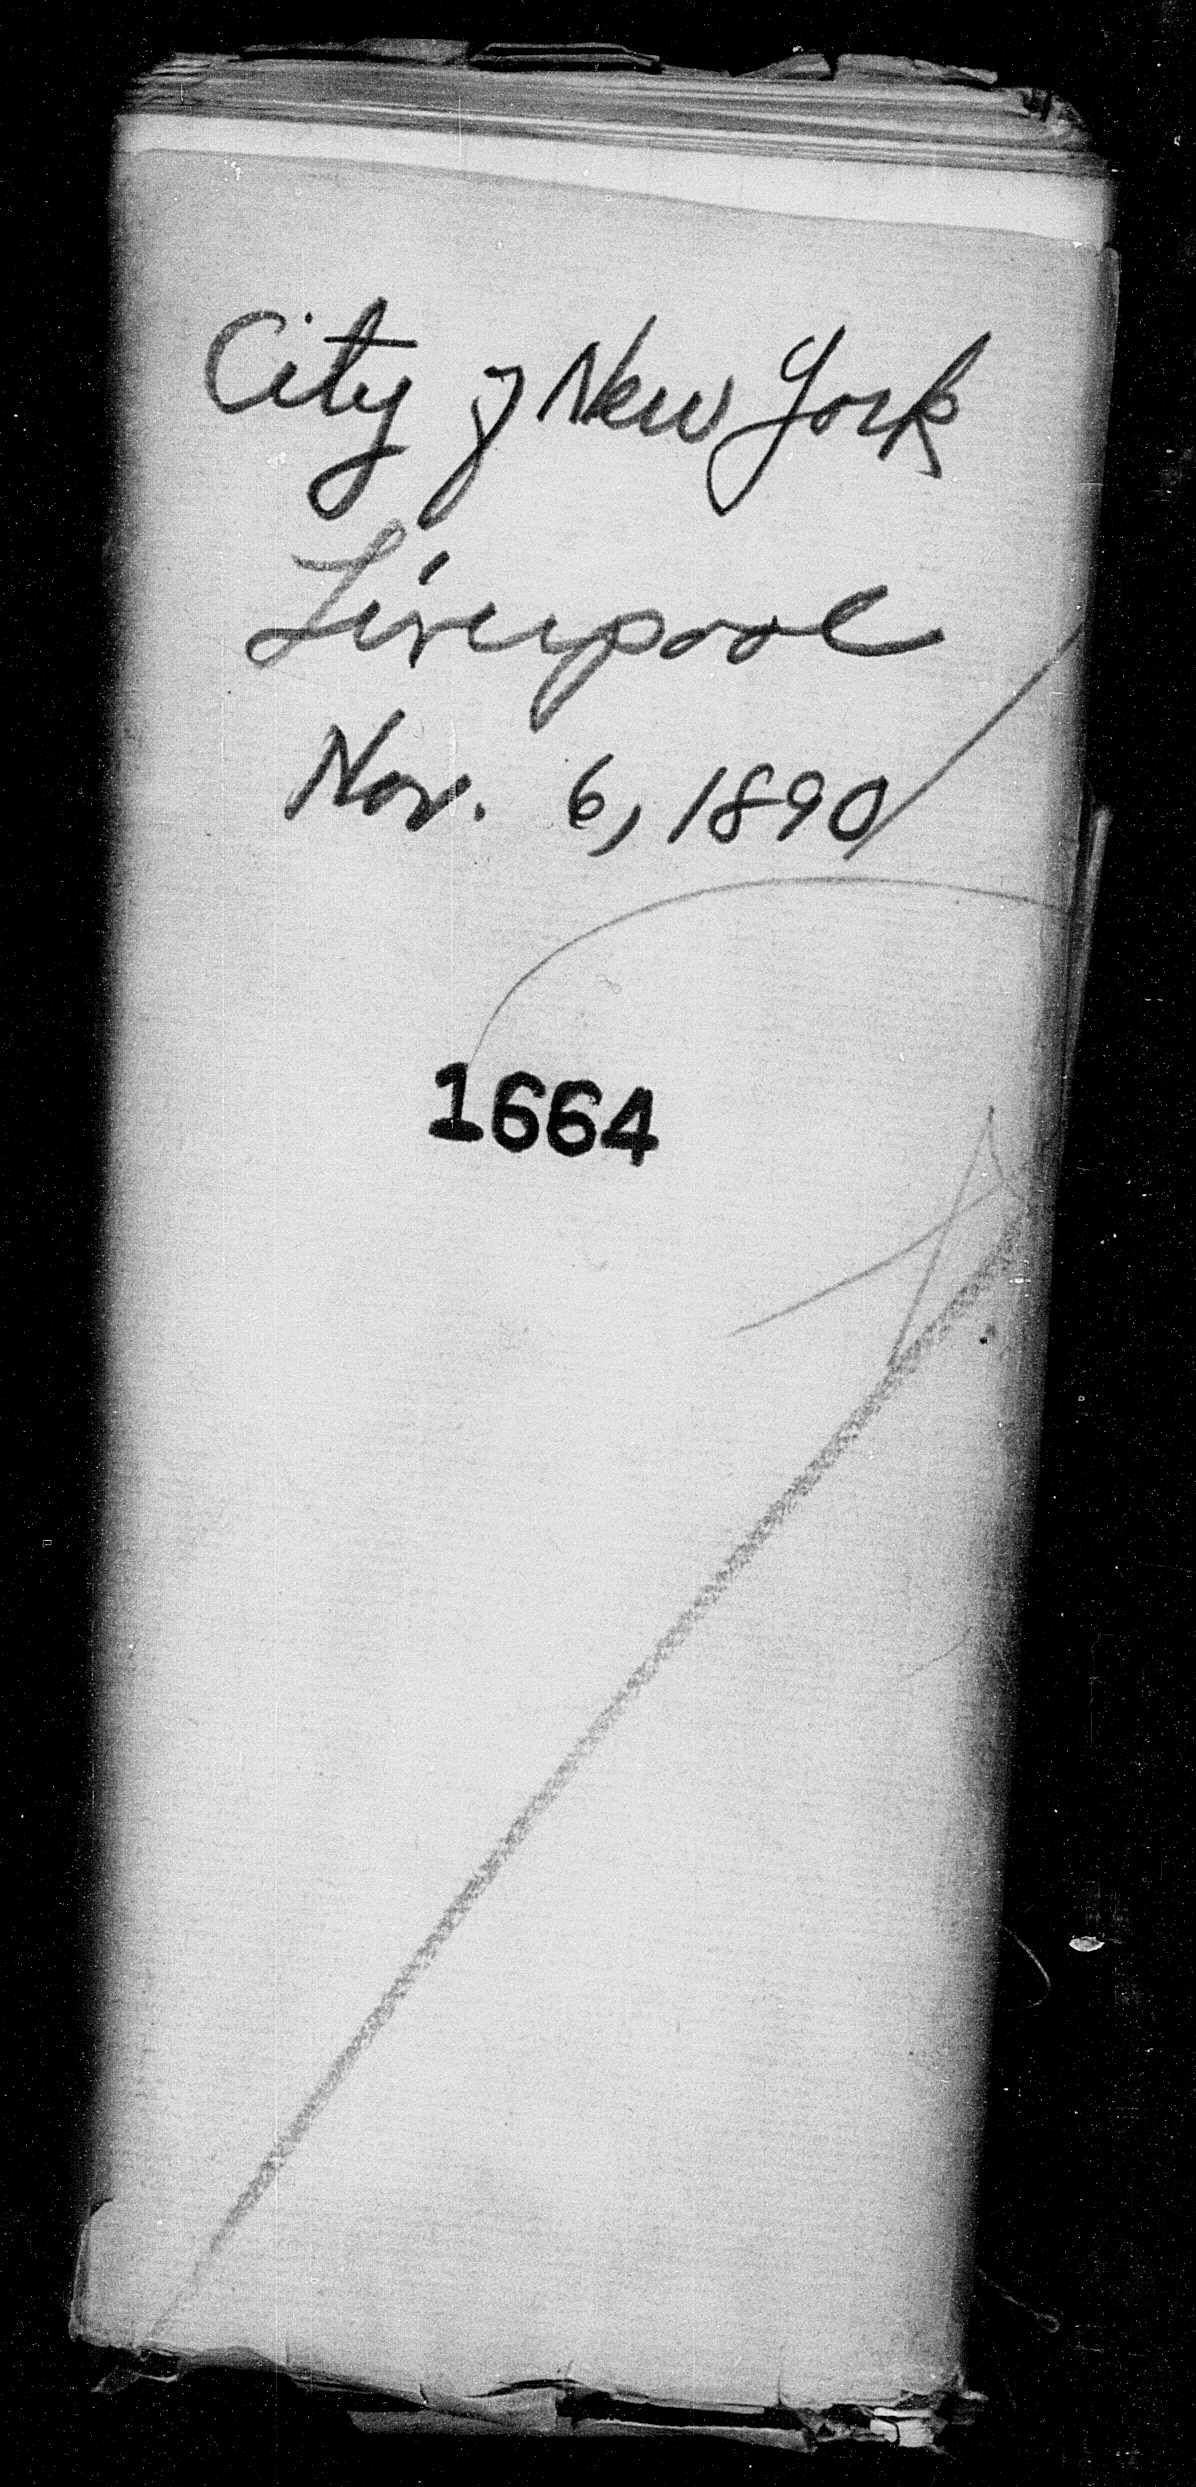 City of New York
Liverpool
Nov. 6, 1890
1664